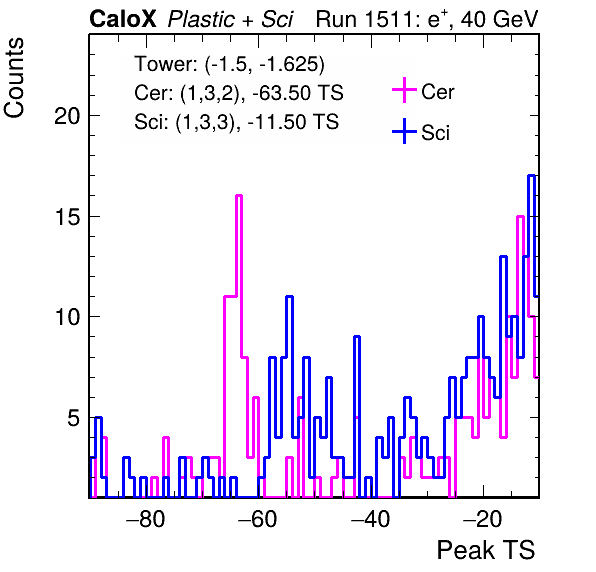 CaloX Plastic + Sci Run 1511: e⁺, 40 GeV
Tower: (-1.5, -1.625)
Cer: (1,3,2), -63.50 TS
Sci: (1,3,3), -11.50 TS
Cer
Sci
Counts
20
15
10
5
−80 −60 −40 −20
Peak TS